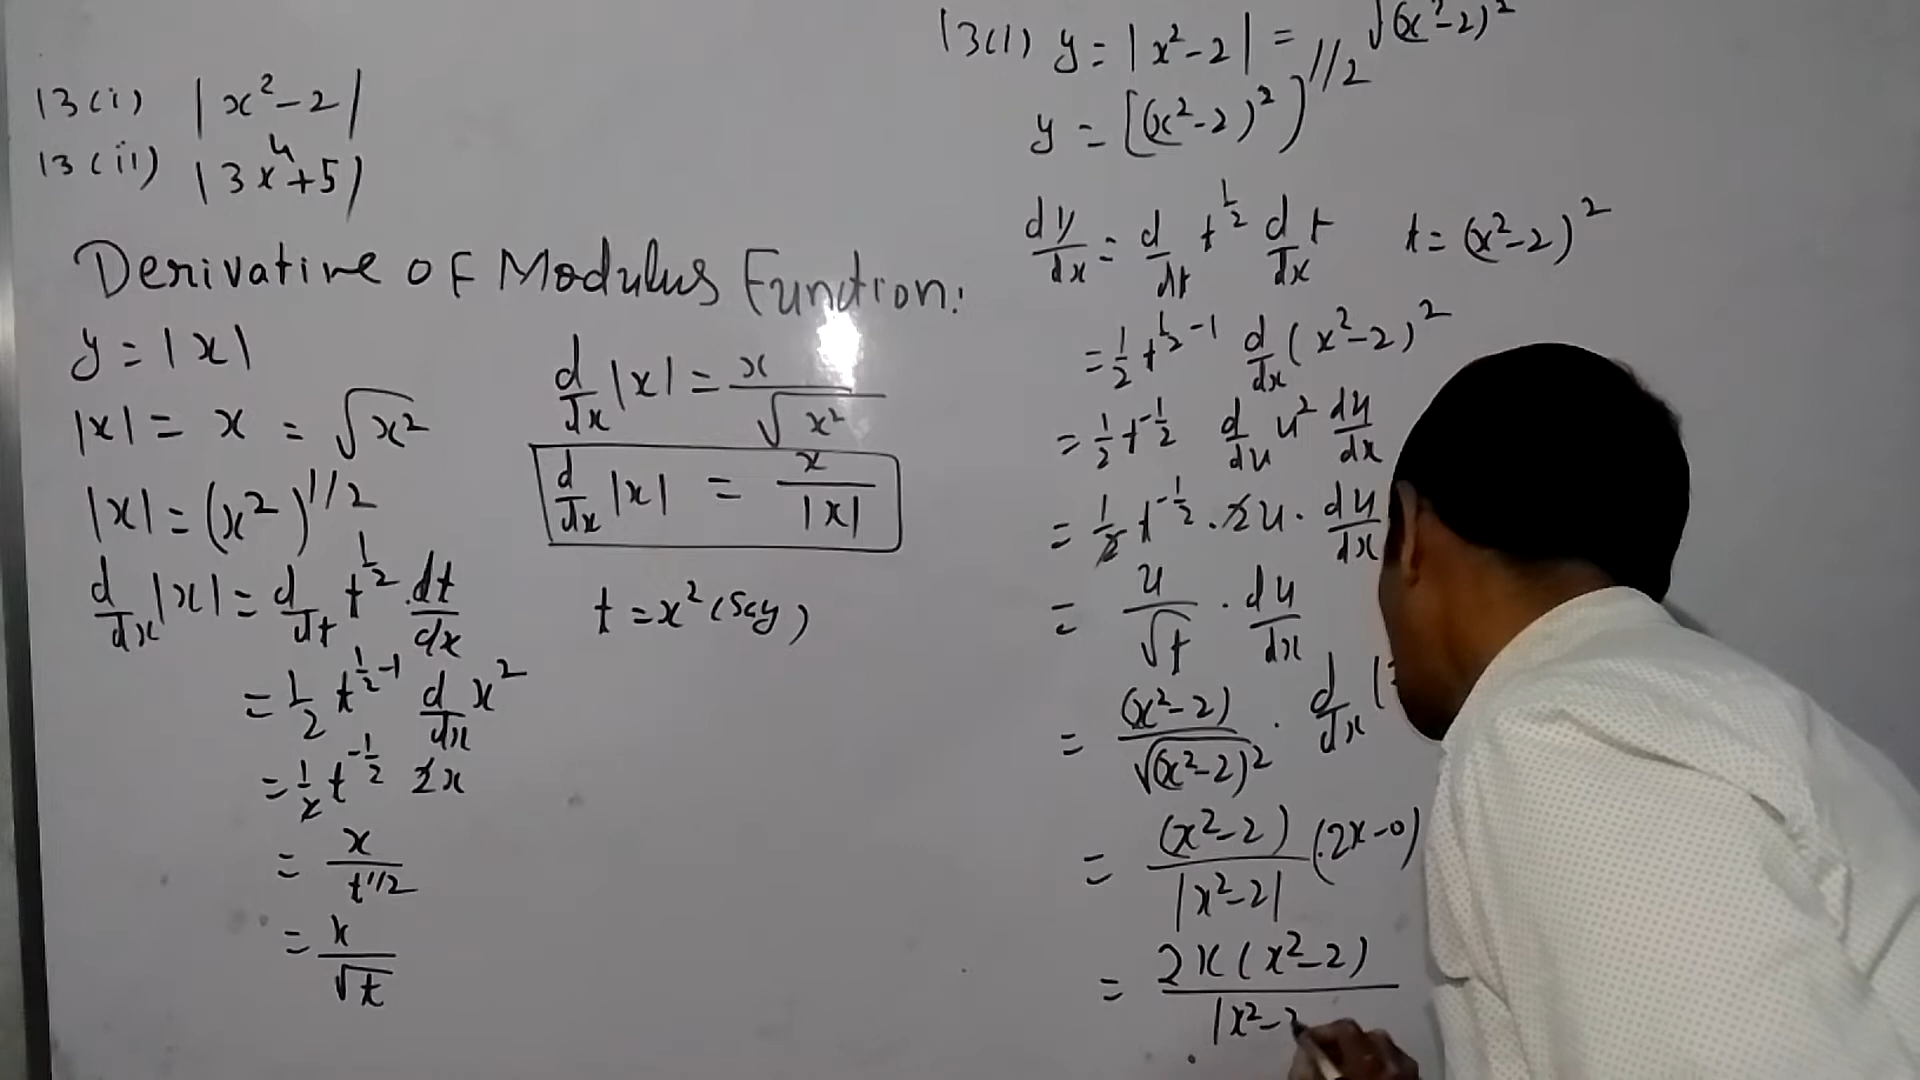 13(i) |x²-2|
13(ii) |3x⁴+5|
Derivative of Modulus Function:
y = |x|
|x| = x = √x²
|x| = (x²)^1/2
d/dx |x| = d/dt t^1/2 . dt/dx
= 1/2 t^1/2-1 d/dx x²
= 1/2 t^-1/2 2x
= x/t^1/2
= x/√t
d/dx |x| = x/√x²
d/dx |x| = x/|x|
t = x² (say)
13(1) y = |x²-2| = √(x²-2)²
y = [(x²-2)²]^1/2
dy/dx = d/dt t^1/2 d/dx t t = (x²-2)²
= 1/2 t^1/2-1 d/dx (x²-2)²
= 1/2 t^-1/2 d/du u² du/dx
= 1/2 t^-1/2 . 2u . du/dx
= u/√t . du/dx
= (x²-2)/√(x²-2)² . d/dx (
= (x²-2)/|x²-2| (2x-0)
= 2x(x²-2)/|x²-2